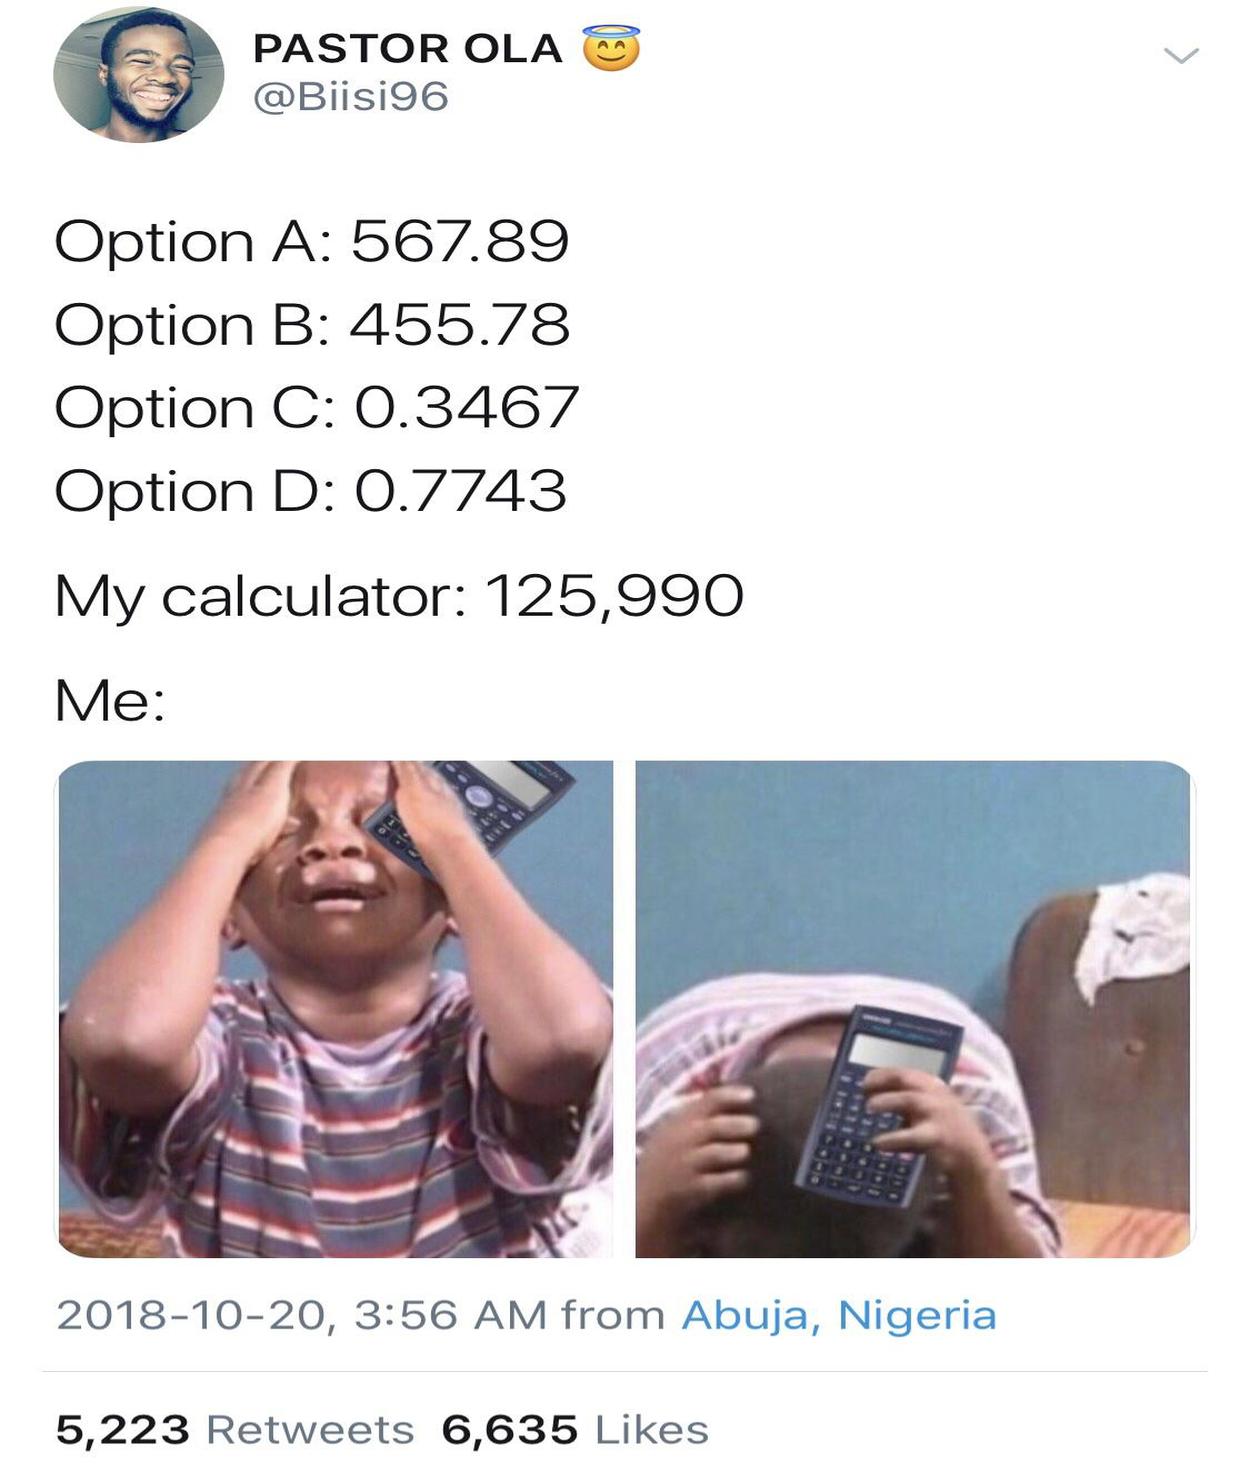 PASTOR OLA 😇
@Biisi96
Option A: 567.89
Option B: 455.78
Option C: 0.3467
Option D: 0.7743
My calculator: 125,990
Me:
2018-10-20, 3:56 AM from Abuja, Nigeria
5,223 Retweets 6,635 Likes